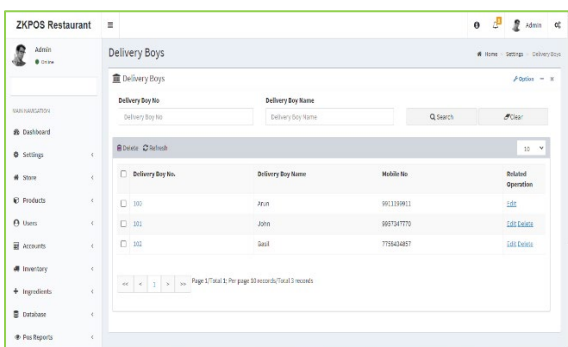 ZKPOS Restaurant
Admin
Admin
Online
Delivery Boys
Home Settings Delivery Boys
Delivery Boys
Option
Delivery Boy No
Delivery Boy Name
Delivery Boy No
Delivery Boy Name
Search
Clear
MAIN NAVIGATION
Dashboard
Settings
Store
Products
Users
Accounts
Inventory
Ingredients
Database
Pos Reports
Delete Refresh
10
Delivery Boy No.
Delivery Boy Name
Mobile No
Related Operation
100
Arun
Edit
101
John
Edit Delete
102
Edit Delete
<< < 1 > >> Page 1/Total 1; Per page 10 records/Total 3 records